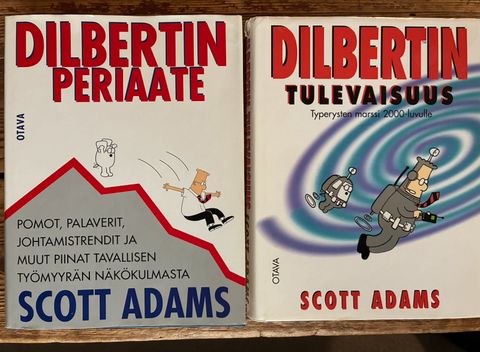 DILBERTIN
PERIAATE
OTAVA
POMOT, PALAVERIT,
JOHTAMISTRENDIT JA
MUUT PIINAT TAVALLISEN
TYÖMYYRÄN NÄKÖKULMASTA
SCOTT ADAMS
DILBERTIN
TULEVAISUUS
Typerysten marssi 2000-luvulle
OTAVA
SCOTT ADAMS